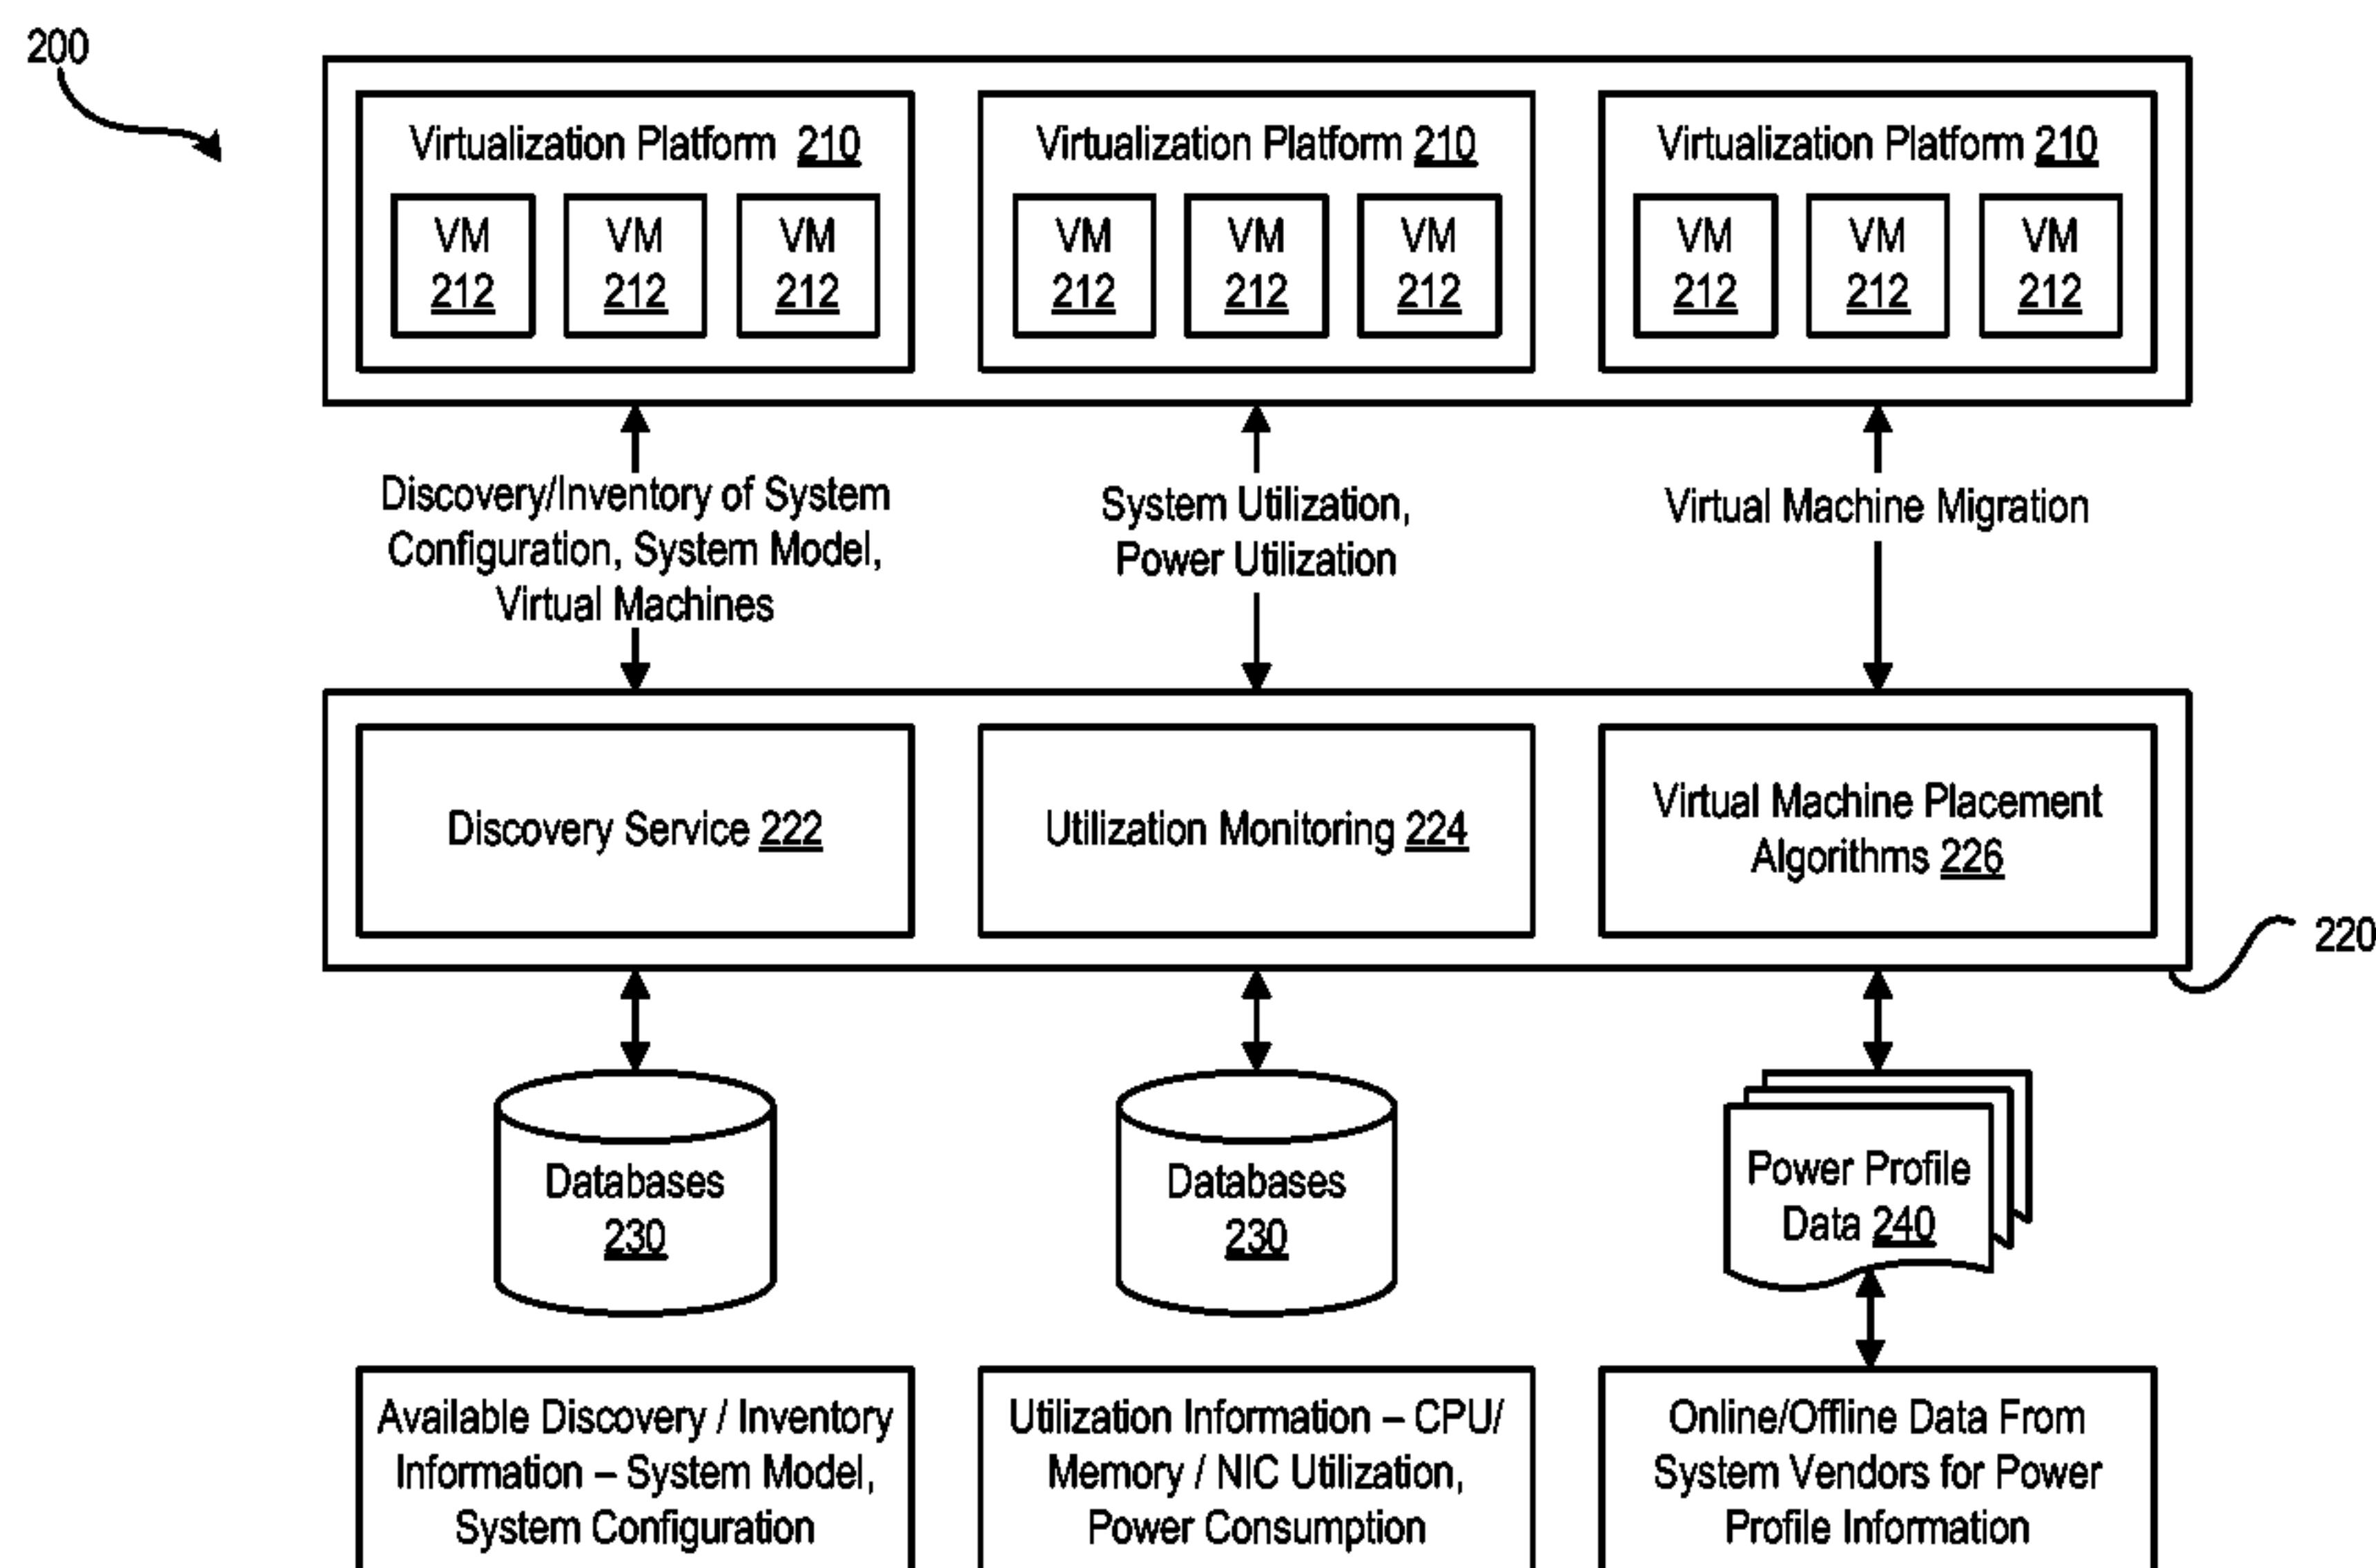 200
Virtualization Platform 210
VM
212
VM
212
VM
212
Virtualization Platform 210
VM
212
VM
212
VM
212
Virtualization Platform 210
VM
212
VM
212
VM
212
Discovery/Inventory of System
Configuration, System Model,
Virtual Machines
System Utilization,
Power Utilization
Virtual Machine Migration
Discovery Service 222
Utilization Monitoring 224
Virtual Machine Placement
Algorithms 226
220
Databases
230
Databases
230
Power Profile
Data 240
Available Discovery / Inventory
Information – System Model,
System Configuration
Utilization Information – CPU/
Memory / NIC Utilization,
Power Consumption
Online/Offline Data From
System Vendors for Power
Profile Information